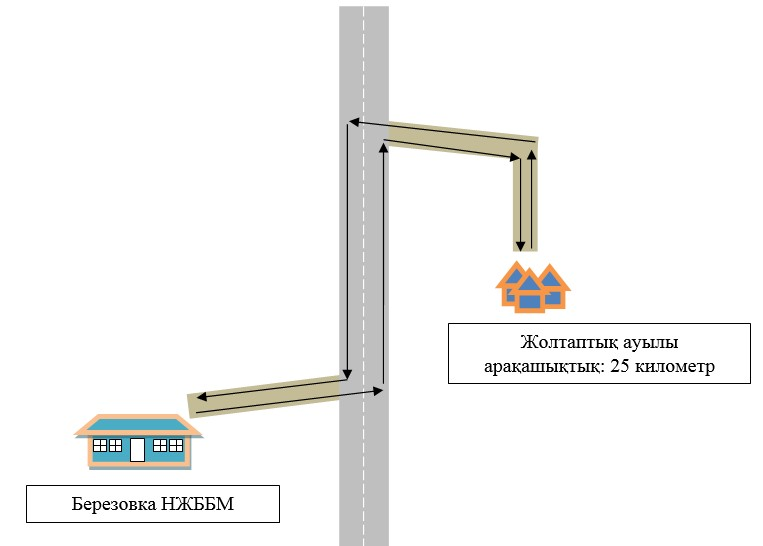 Жолтаптық ауылы
арақашықтық: 25 километр
Березовка НЖББМ